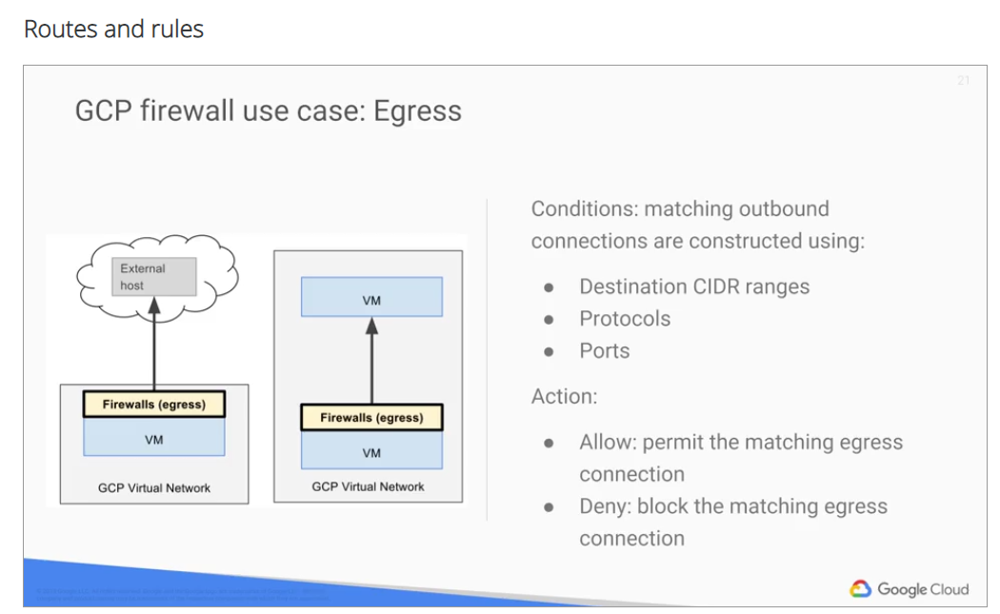 Routes and rules
21
GCP firewall use case: Egress
External
host
Firewalls (egress)
VM
GCP Virtual Network
VM
Firewalls (egress)
VM
GCP Virtual Network
Conditions: matching outbound
connections are constructed using:
● Destination CIDR ranges
● Protocols
● Ports
Action:
● Allow: permit the matching egress
connection
● Deny: block the matching egress
connection
Google Cloud